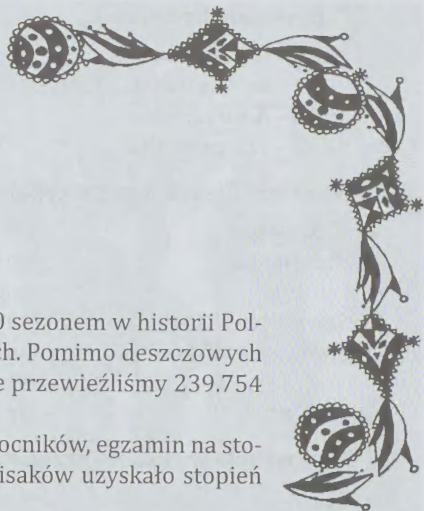 0 sezonem w historii Pol-
ch. Pomimo deszczowych
e przewieźliśmy 239.754
ocników, egzamin na sto-
isaków uzyskało stopień